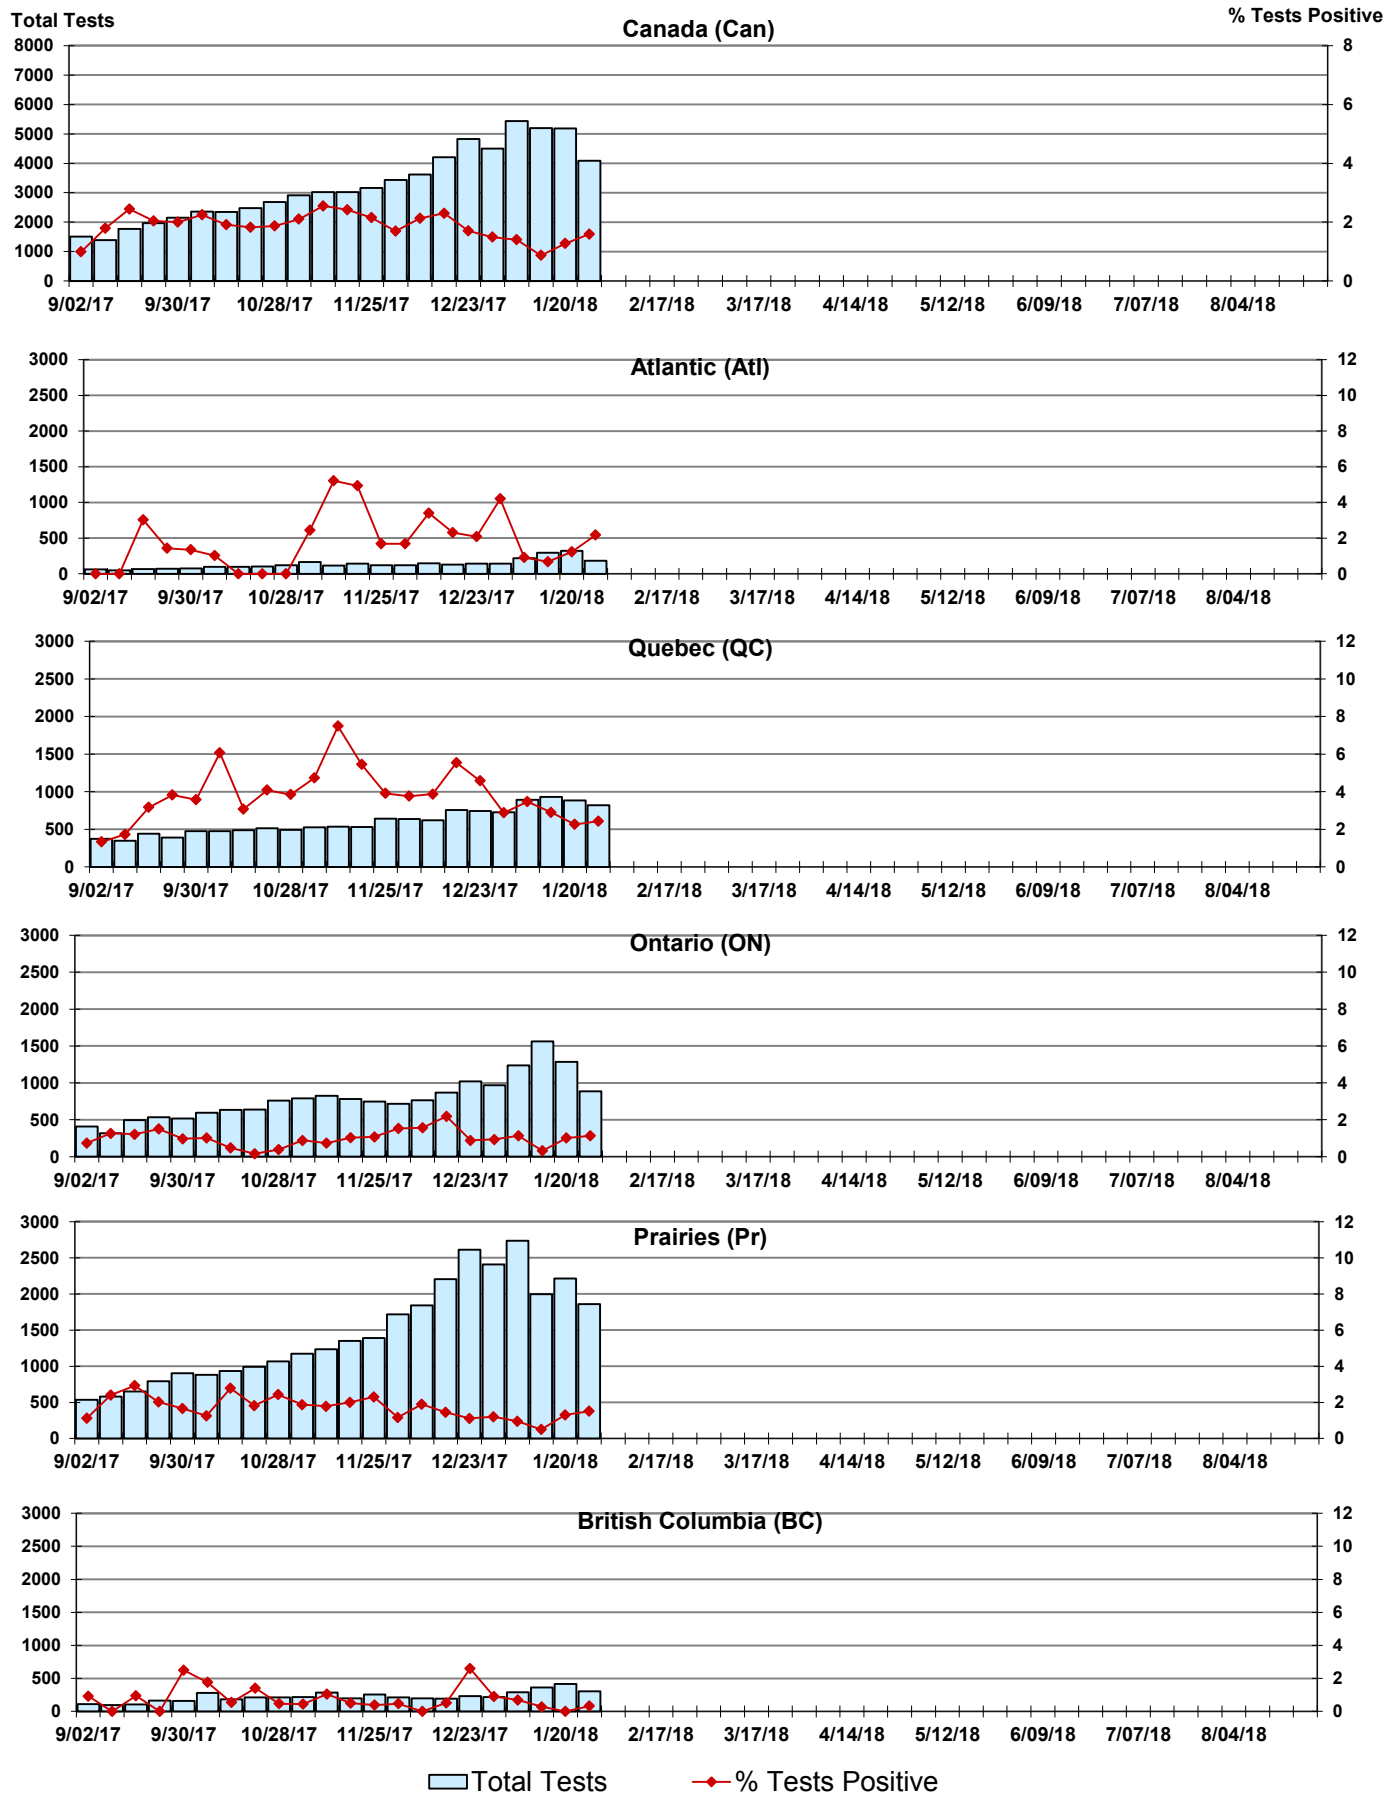 Total Tests
% Tests Positive
Canada (Can)
8000 8
7000
6000 6
5000
4000 4
3000
2000 2
1000
0 0
9/02/17 9/30/17 10/28/17 11/25/17 12/23/17 1/20/18 2/17/18 3/17/18 4/14/18 5/12/18 6/09/18 7/07/18 8/04/18
Atlantic (Atl)
3000 12
2500 10
2000 8
1500 6
1000 4
500 2
0 0
9/02/17 9/30/17 10/28/17 11/25/17 12/23/17 1/20/18 2/17/18 3/17/18 4/14/18 5/12/18 6/09/18 7/07/18 8/04/18
Quebec (QC)
3000 12
2500 10
2000 8
1500 6
1000 4
500 2
0 0
9/02/17 9/30/17 10/28/17 11/25/17 12/23/17 1/20/18 2/17/18 3/17/18 4/14/18 5/12/18 6/09/18 7/07/18 8/04/18
Ontario (ON)
3000 12
2500 10
2000 8
1500 6
1000 4
500 2
0 0
9/02/17 9/30/17 10/28/17 11/25/17 12/23/17 1/20/18 2/17/18 3/17/18 4/14/18 5/12/18 6/09/18 7/07/18 8/04/18
Prairies (Pr)
3000 12
2500 10
2000 8
1500 6
1000 4
500 2
0 0
9/02/17 9/30/17 10/28/17 11/25/17 12/23/17 1/20/18 2/17/18 3/17/18 4/14/18 5/12/18 6/09/18 7/07/18 8/04/18
British Columbia (BC)
3000 12
2500 10
2000 8
1500 6
1000 4
500 2
0 0
9/02/17 9/30/17 10/28/17 11/25/17 12/23/17 1/20/18 2/17/18 3/17/18 4/14/18 5/12/18 6/09/18 7/07/18 8/04/18
Total Tests % Tests Positive